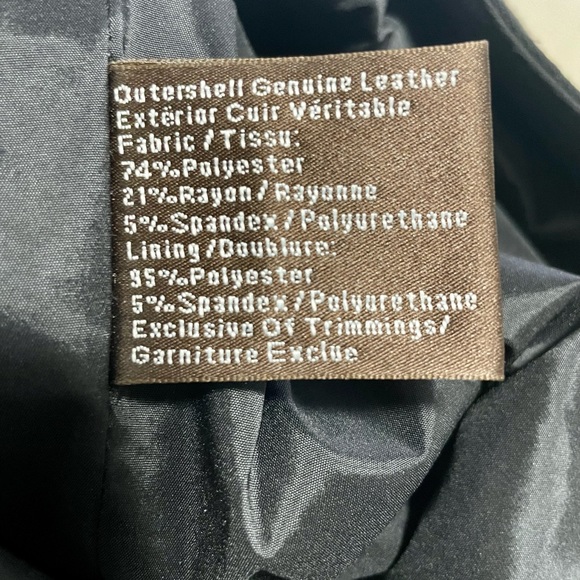 Outershell Genuine Leather
Extérior Cuir Véritable
Fabric/Tissu:
74%Polyester
21%Rayon/Rayonne
5%Spandex/Polyurethane
Lining/Doublure:
95%Polyester
5%Spandex/Polyurethane
Exclusive Of Trimmings/
Garniture Exclue